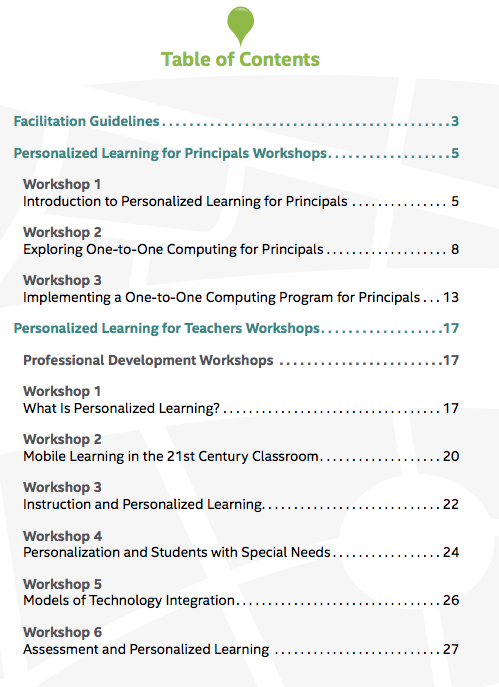 Table of Contents
Facilitation Guidelines . . . . . . . . . . . . . . . . . . . . . . . . . . . . . . . . . . . . . . . . . 3
Personalized Learning for Principals Workshops. . . . . . . . . . . . . . . . . 5
Workshop 1
Introduction to Personalized Learning for Principals . . . . . . . . . . . . . . 5
Workshop 2
Exploring One-to-One Computing for Principals . . . . . . . . . . . . . . . . . . 8
Workshop 3
Implementing a One-to-One Computing Program for Principals . . . 13
Personalized Learning for Teachers Workshops. . . . . . . . . . . . . . . . . 17
Professional Development Workshops . . . . . . . . . . . . . . . . . . . . . . . 17
Workshop 1
What Is Personalized Learning? . . . . . . . . . . . . . . . . . . . . . . . . . . . . . . . 17
Workshop 2
Mobile Learning in the 21st Century Classroom. . . . . . . . . . . . . . . . . 20
Workshop 3
Instruction and Personalized Learning. . . . . . . . . . . . . . . . . . . . . . . . . 22
Workshop 4
Personalization and Students with Special Needs . . . . . . . . . . . . . . . 24
Workshop 5
Models of Technology Integration. . . . . . . . . . . . . . . . . . . . . . . . . . . . . 26
Workshop 6
Assessment and Personalized Learning . . . . . . . . . . . . . . . . . . . . . . . 27